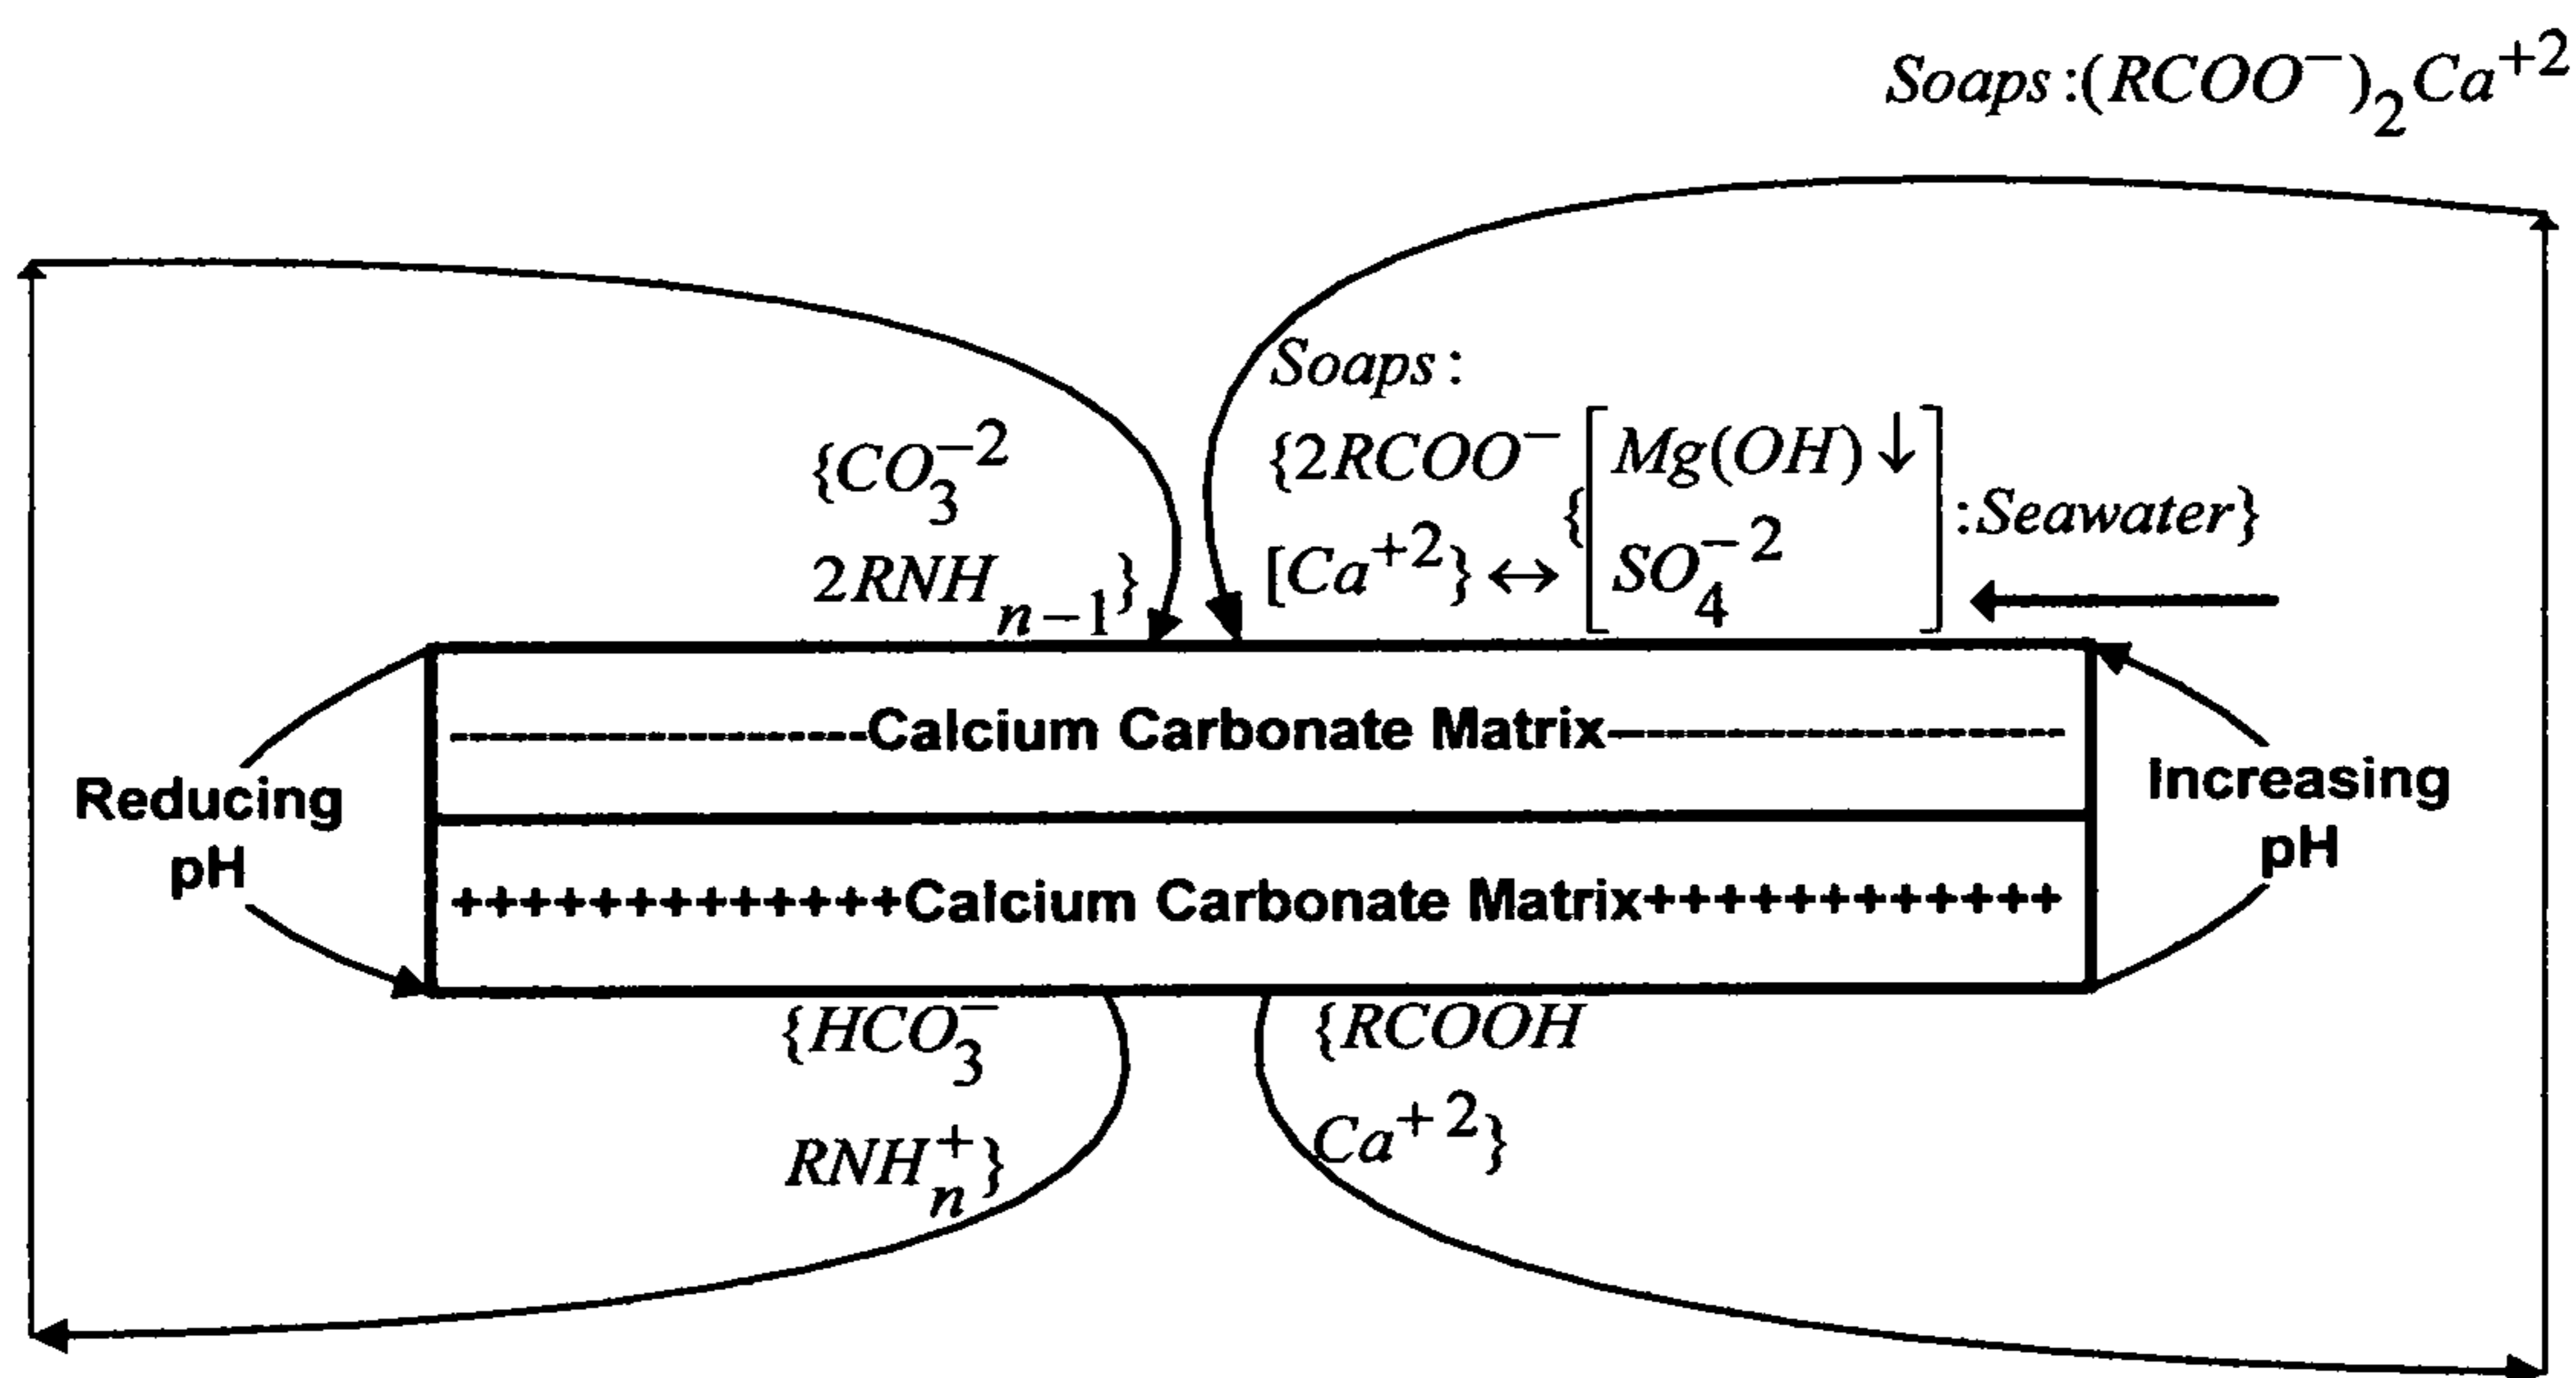 Soaps:(RCOO⁻)₂Ca⁺²
Soaps:
{CO₃⁻²
2RNHₙ₋₁}
{2RCOO⁻
[Ca⁺²} ↔ {[Mg(OH)↓
SO₄⁻²] :Seawater}
---------------------Calcium Carbonate Matrix-----------------------
Reducing
pH
Increasing
pH
+++++++++++++Calcium Carbonate Matrix++++++++++++
{HCO₃⁻
RNHₙ⁺}
{RCOOH
Ca⁺²}